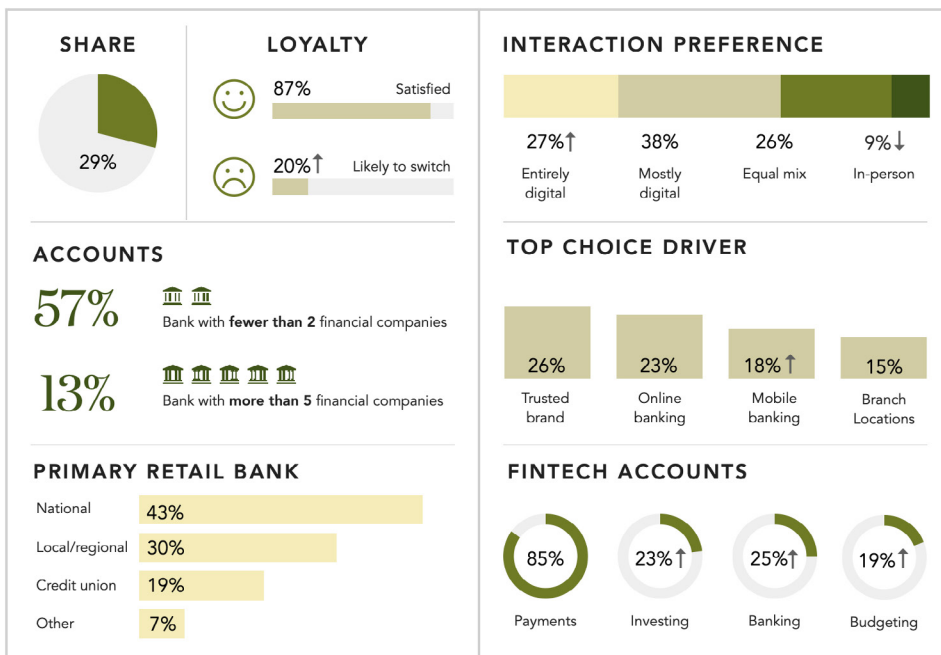 SHARE
29%
LOYALTY
87% Satisfied
20%↑ Likely to switch
ACCOUNTS
57%
Bank with fewer than 2 financial companies
13%
Bank with more than 5 financial companies
PRIMARY RETAIL BANK
National 43%
Local/regional 30%
Credit union 19%
Other 7%
INTERACTION PREFERENCE
27%↑ 38% 26% 9%↓
Entirely Mostly Equal mix In-person
digital digital
TOP CHOICE DRIVER
26% 23% 18%↑ 15%
Trusted Online Mobile Branch
brand banking banking Locations
FINTECH ACCOUNTS
85% 23%↑ 25%↑ 19%↑
Payments Investing Banking Budgeting